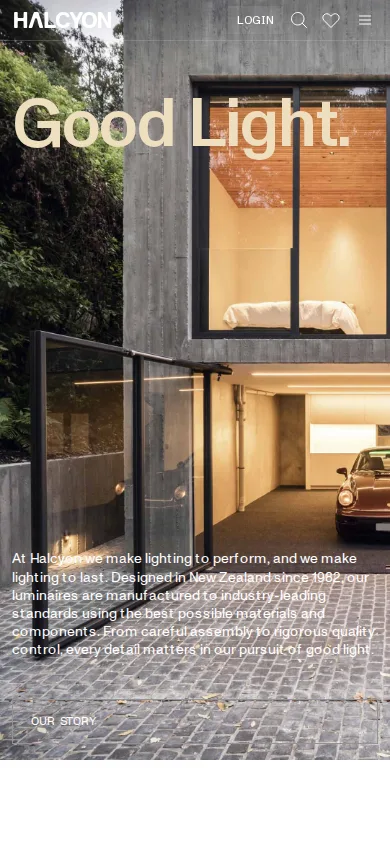 HALCYON
LOGIN
Good Light.
At Halcyon we make lighting to perform, and we make
lighting to last. Designed in New Zealand since 1982, our
luminaires are manufactured to industry-leading
standards using the best possible materials and
components. From careful assembly to rigorous quality
control, every detail matters in our pursuit of good light
OUR STORY